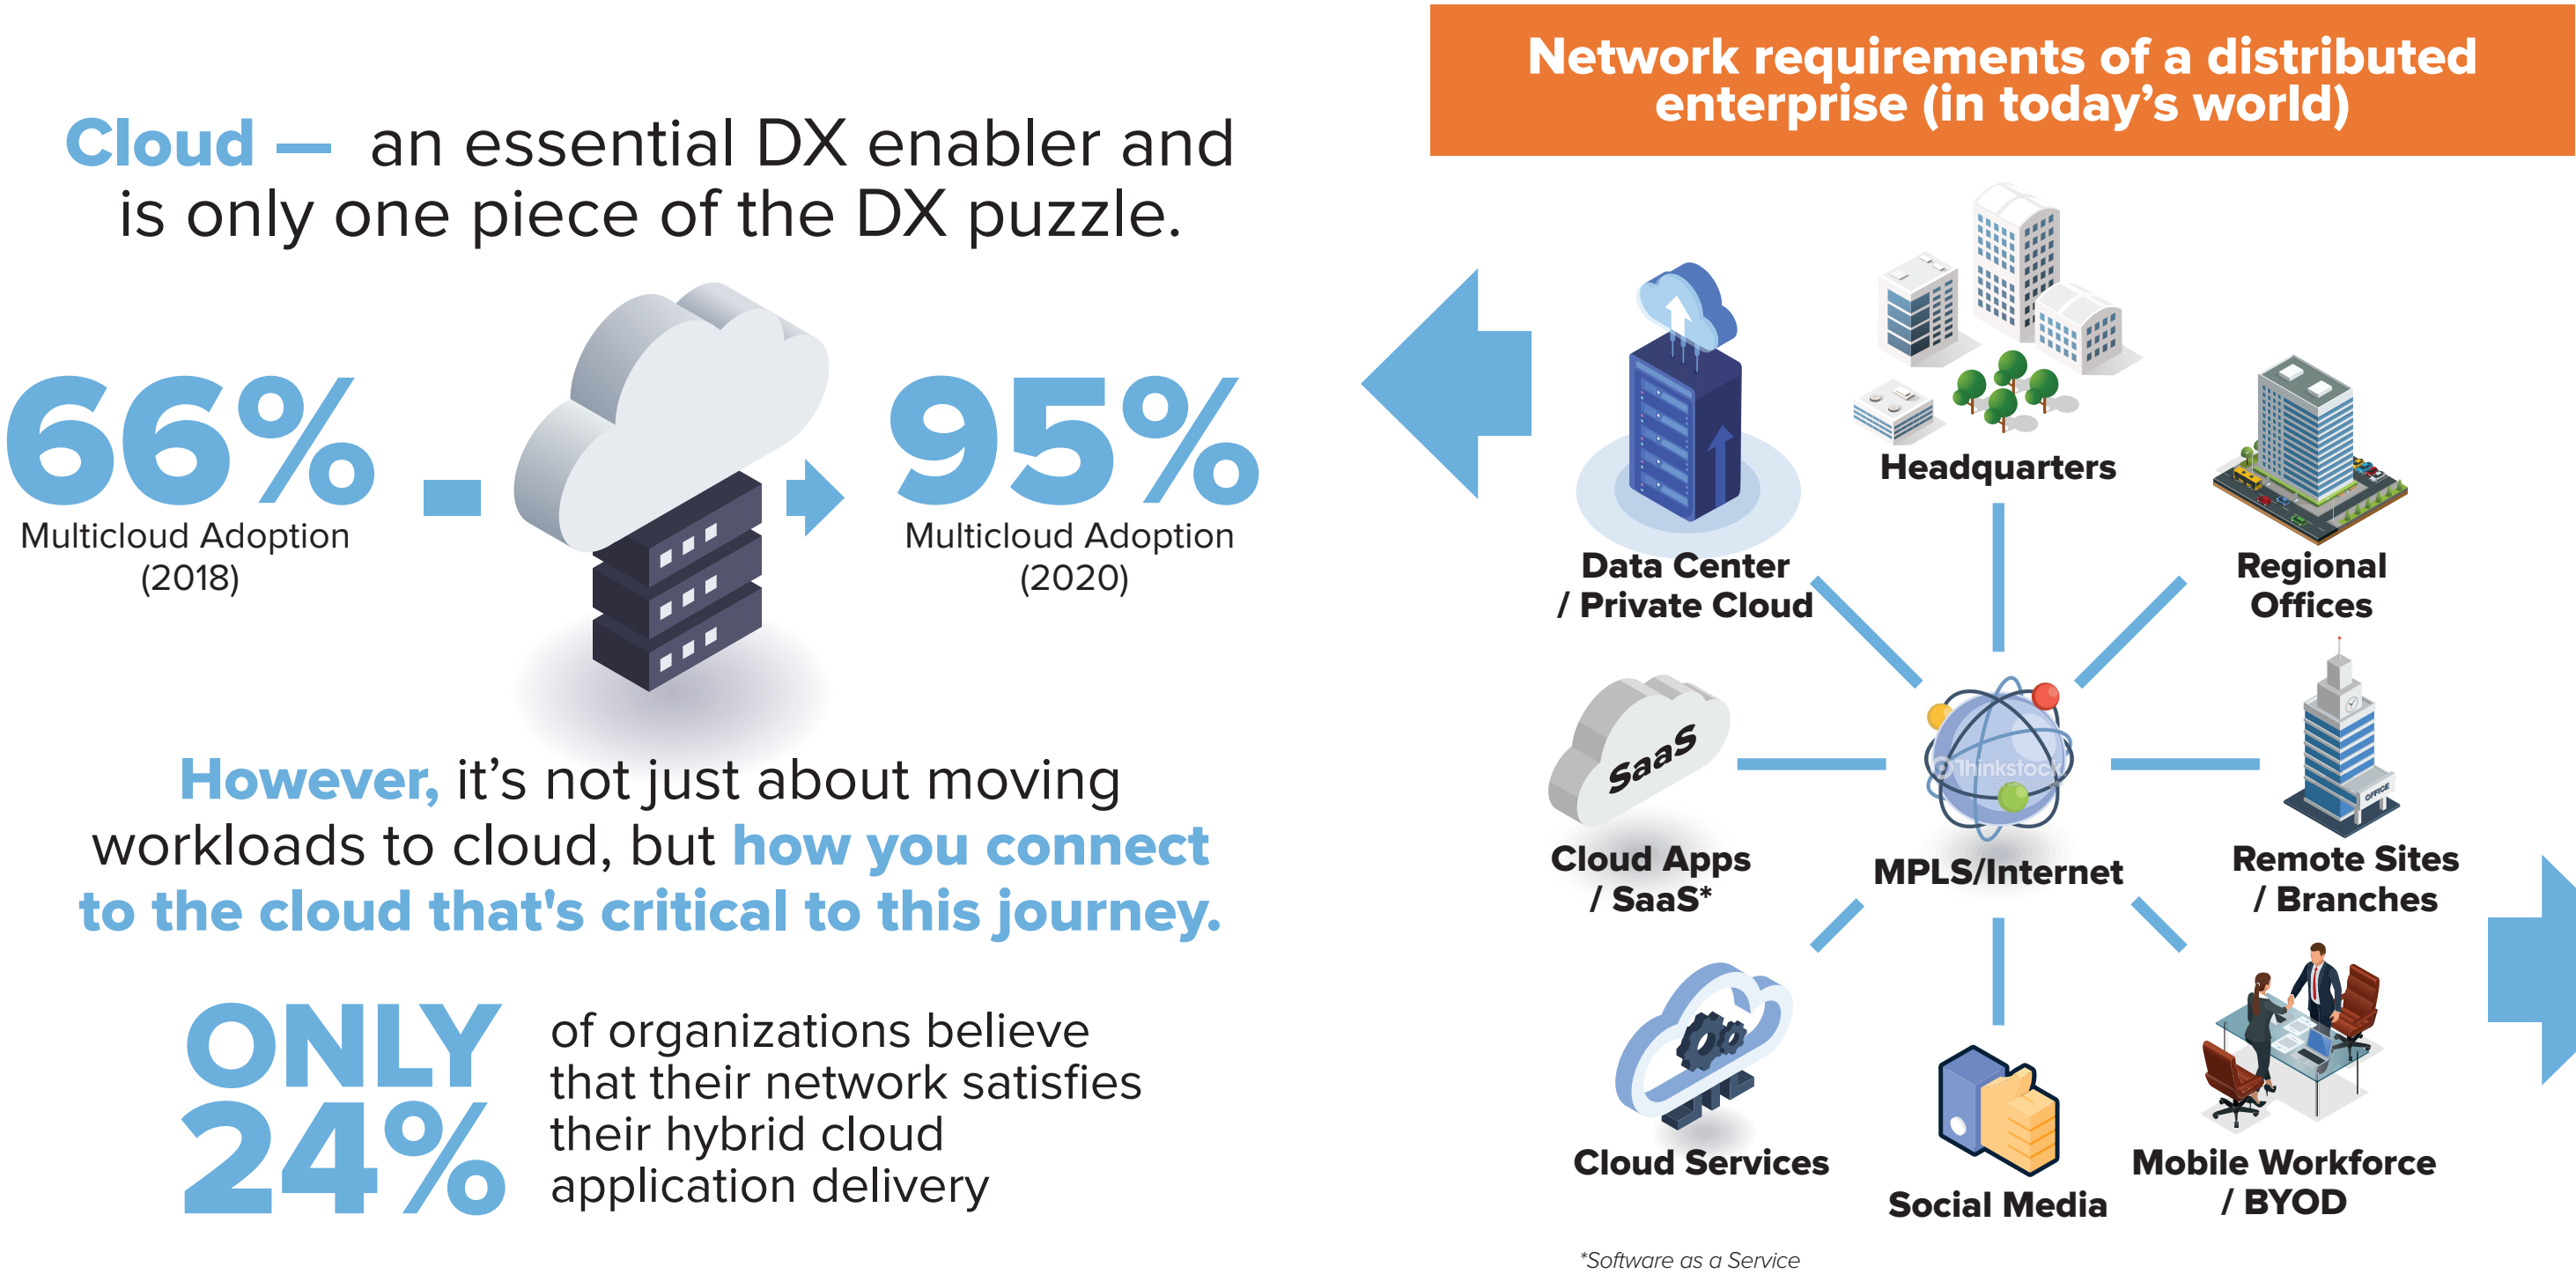 Cloud — an essential DX enabler and
is only one piece of the DX puzzle.
66%
Multicloud Adoption
(2018)
95%
Multicloud Adoption
(2020)
However, it’s not just about moving
workloads to cloud, but how you connect
to the cloud that's critical to this journey.
ONLY
24%
of organizations believe
that their network satisfies
their hybrid cloud
application delivery
Network requirements of a distributed
enterprise (in today’s world)
Headquarters
Data Center
/ Private Cloud
Regional
Offices
SaaS
Cloud Apps
/ SaaS*
Thinkstock
MPLS/Internet
OFFICE
Remote Sites
/ Branches
Cloud Services
Social Media
Mobile Workforce
/ BYOD
*Software as a Service